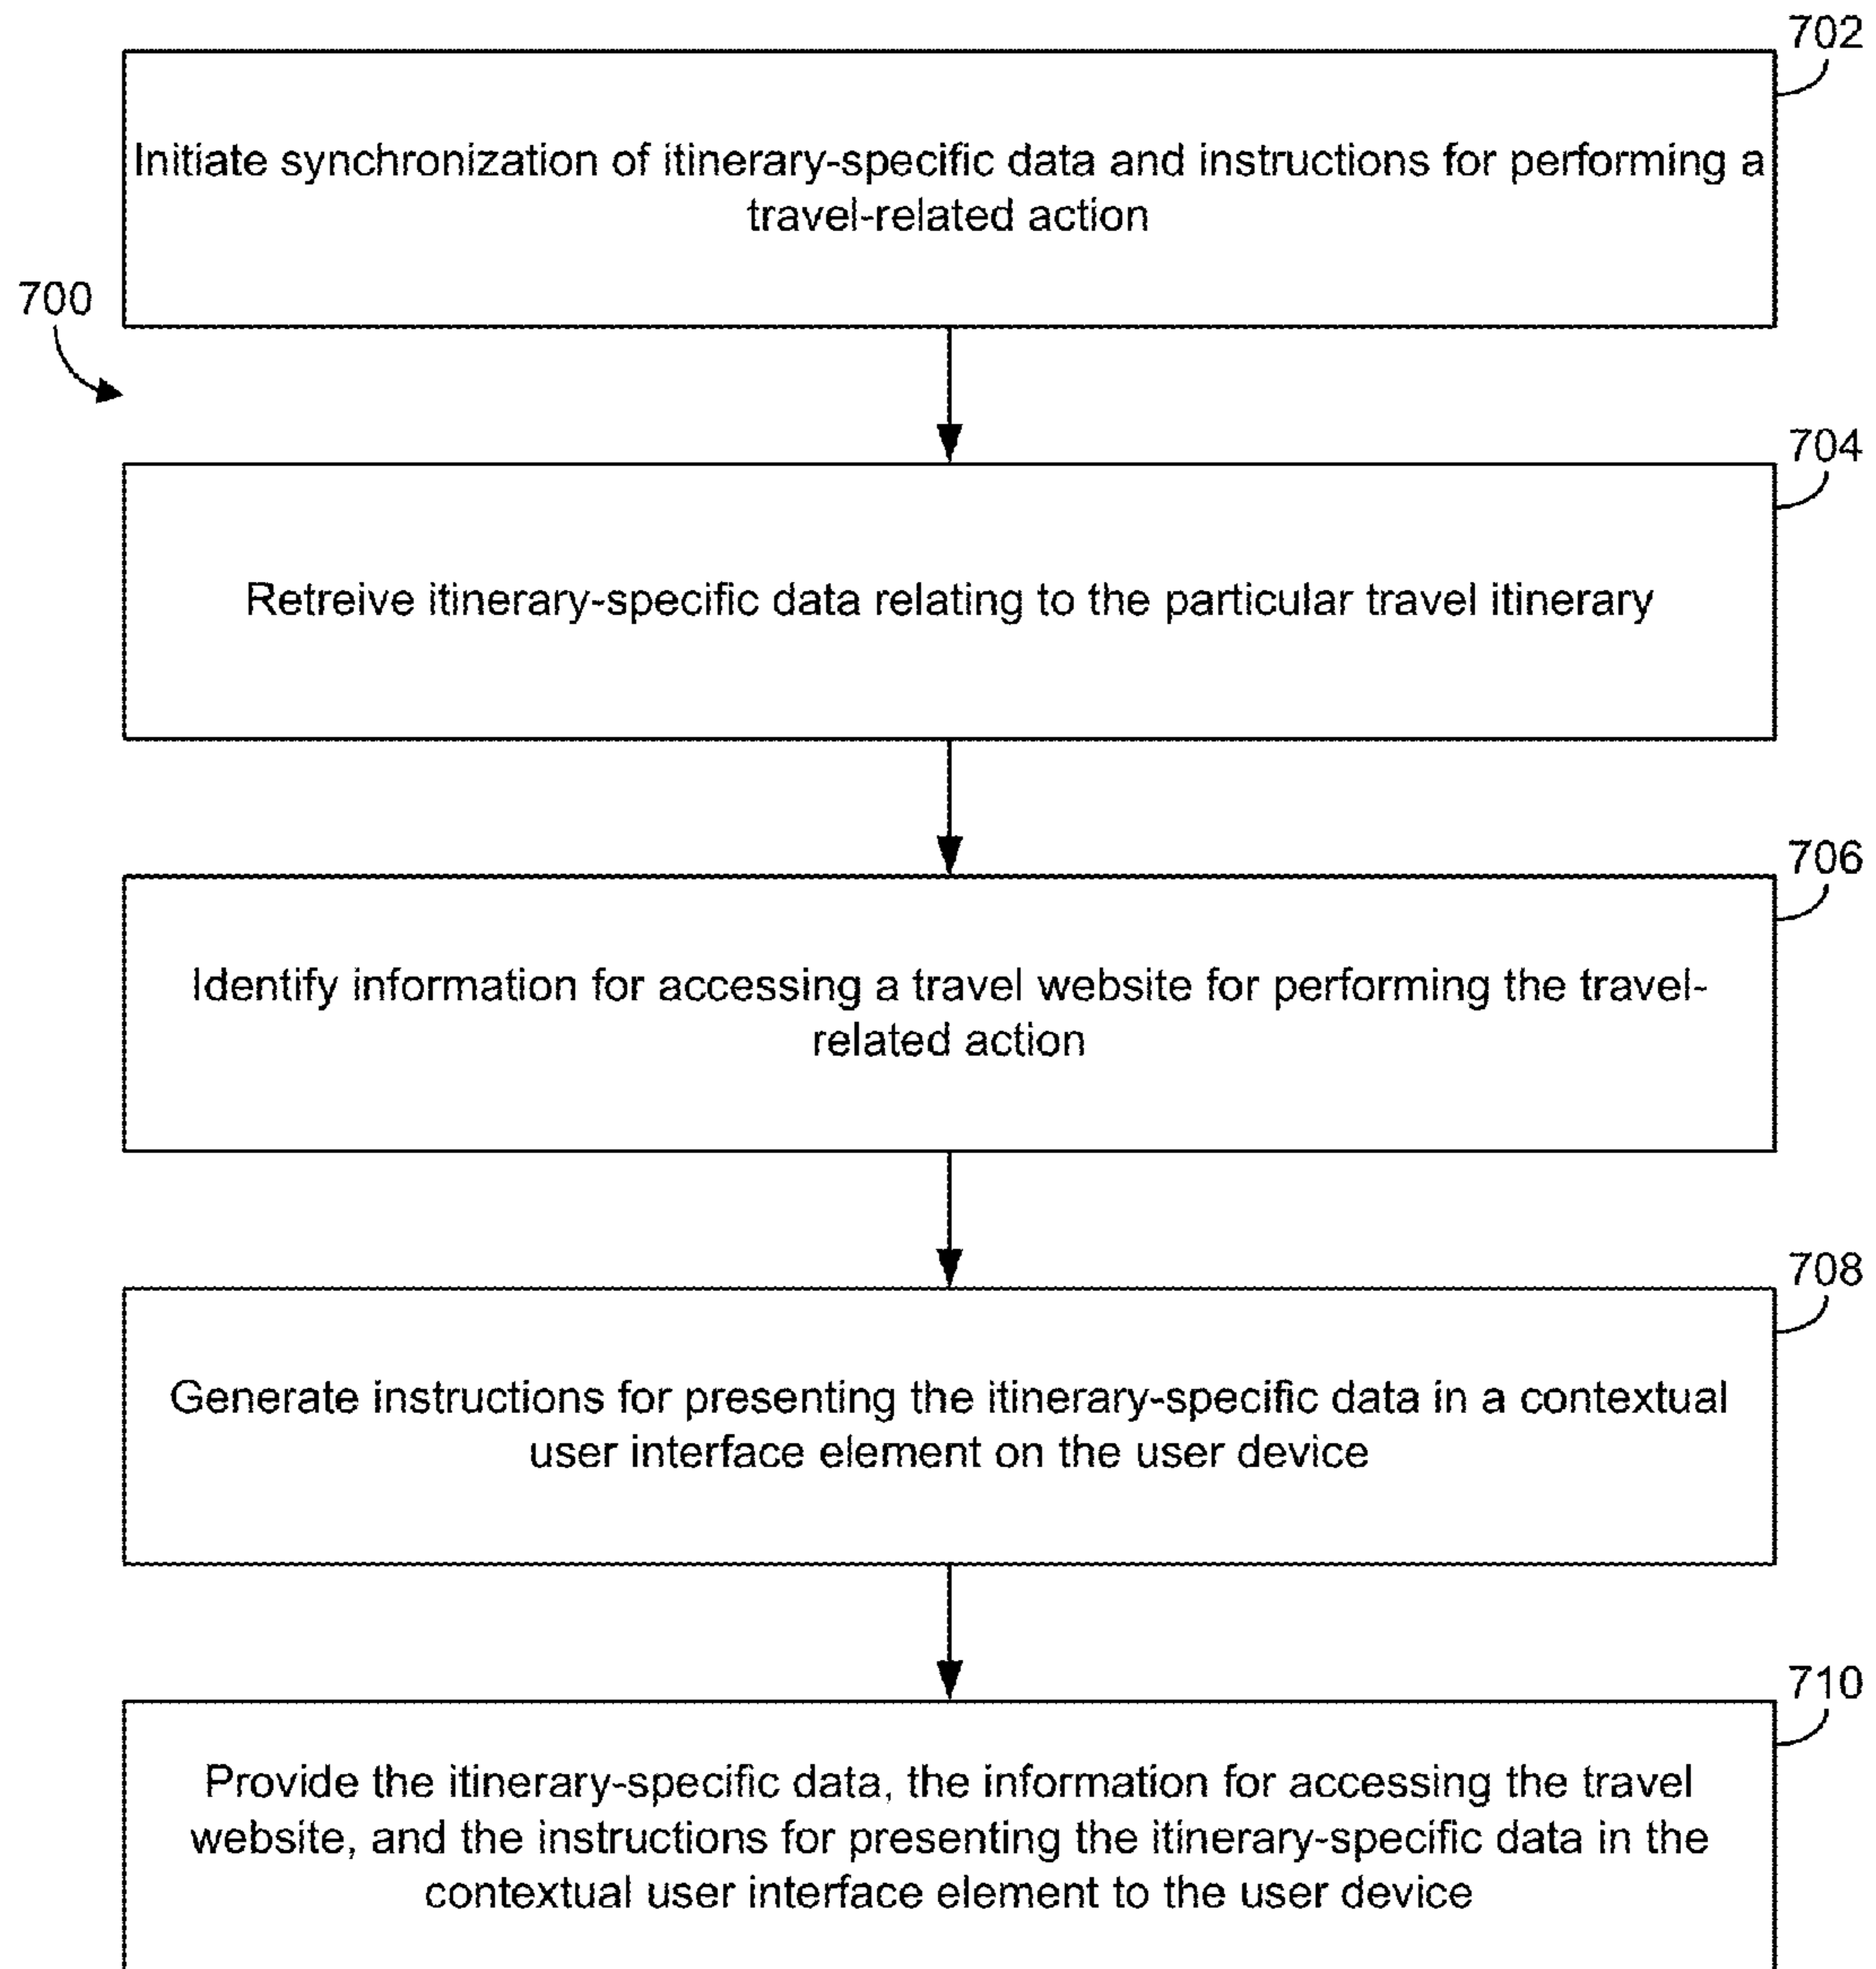 702
Initiate synchronization of itinerary-specific data and instructions for performing a
travel-related action
700
704
Retreive itinerary-specific data relating to the particular travel itinerary
706
Identify information for accessing a travel website for performing the travel-
related action
708
Generate instructions for presenting the itinerary-specific data in a contextual
user interface element on the user device
710
Provide the itinerary-specific data, the information for accessing the travel
website, and the instructions for presenting the itinerary-specific data in the
contextual user interface element to the user device